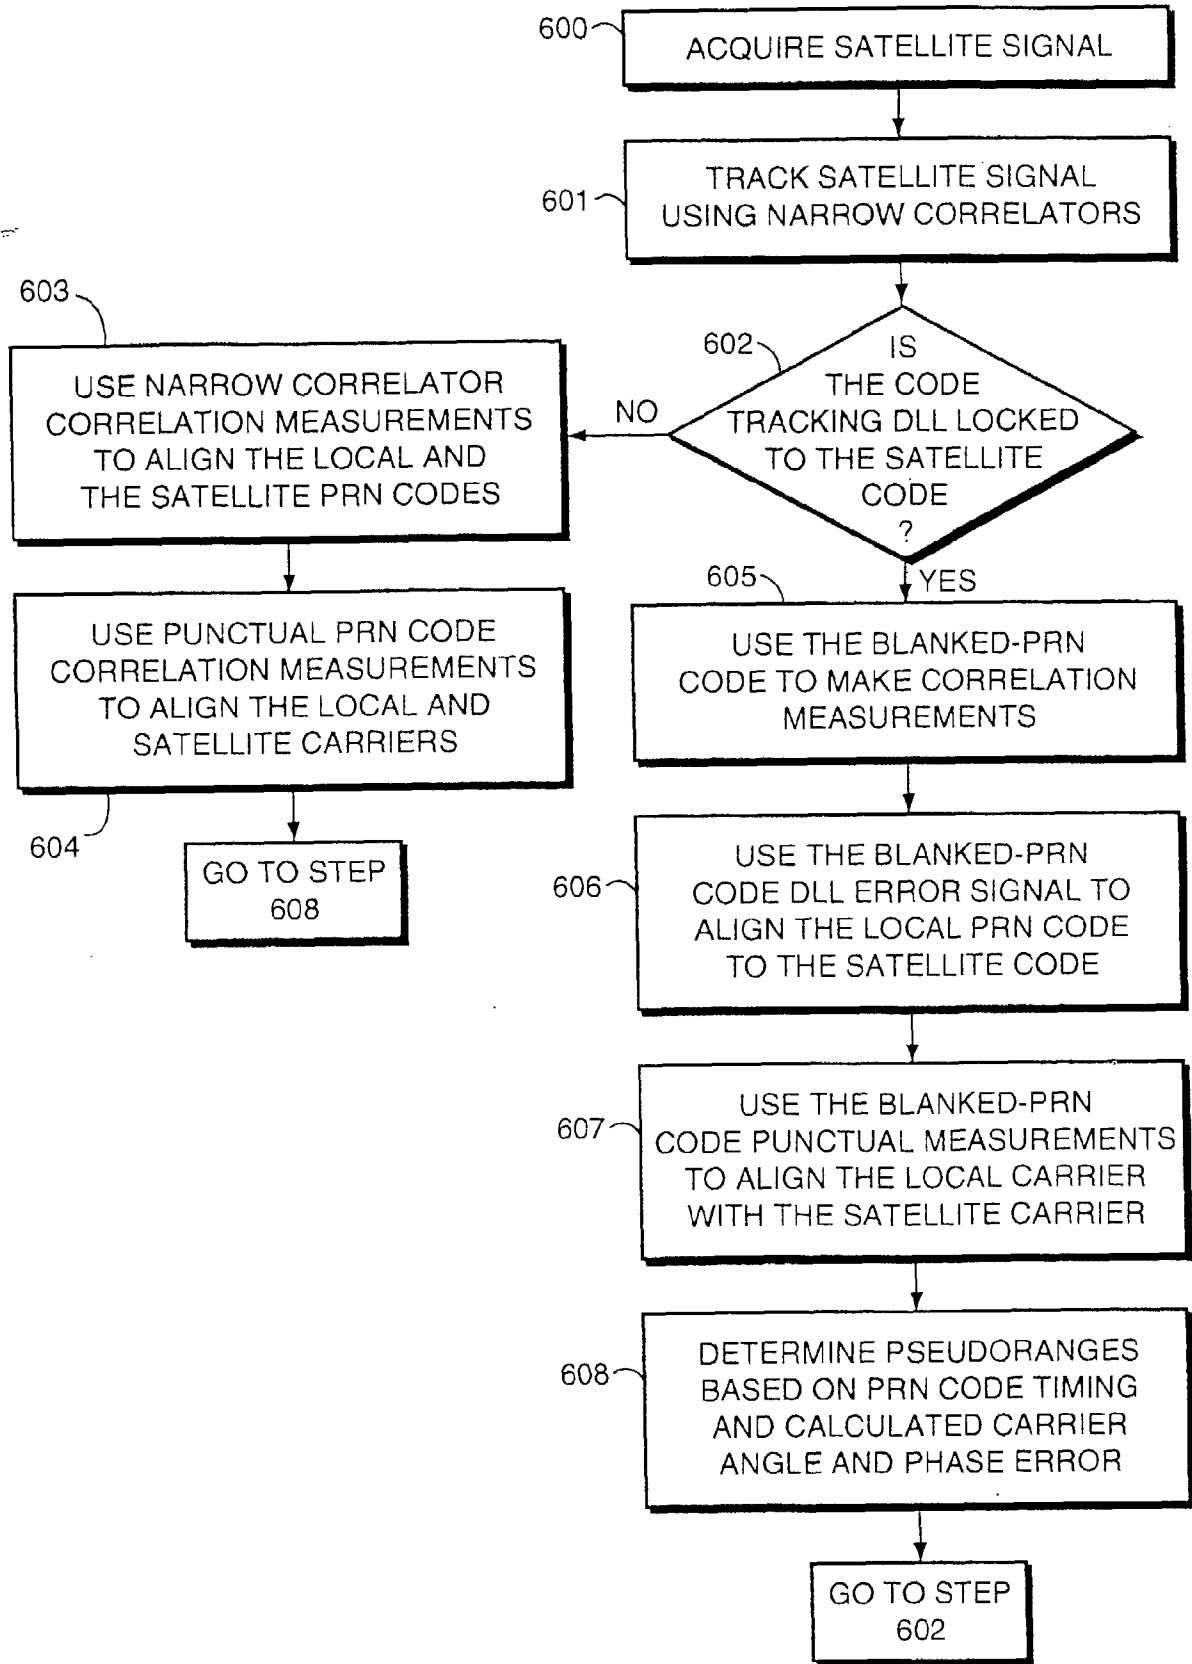 600
ACQUIRE SATELLITE SIGNAL
601
TRACK SATELLITE SIGNAL
USING NARROW CORRELATORS
602
IS
THE CODE
TRACKING DLL LOCKED
TO THE SATELLITE
CODE
?
NO
YES
603
USE NARROW CORRELATOR
CORRELATION MEASUREMENTS
TO ALIGN THE LOCAL AND
THE SATELLITE PRN CODES
USE PUNCTUAL PRN CODE
CORRELATION MEASUREMENTS
TO ALIGN THE LOCAL AND
SATELLITE CARRIERS
604
GO TO STEP
608
605
USE THE BLANKED-PRN
CODE TO MAKE CORRELATION
MEASUREMENTS
606
USE THE BLANKED-PRN
CODE DLL ERROR SIGNAL TO
ALIGN THE LOCAL PRN CODE
TO THE SATELLITE CODE
607
USE THE BLANKED-PRN
CODE PUNCTUAL MEASUREMENTS
TO ALIGN THE LOCAL CARRIER
WITH THE SATELLITE CARRIER
608
DETERMINE PSEUDORANGES
BASED ON PRN CODE TIMING
AND CALCULATED CARRIER
ANGLE AND PHASE ERROR
GO TO STEP
602